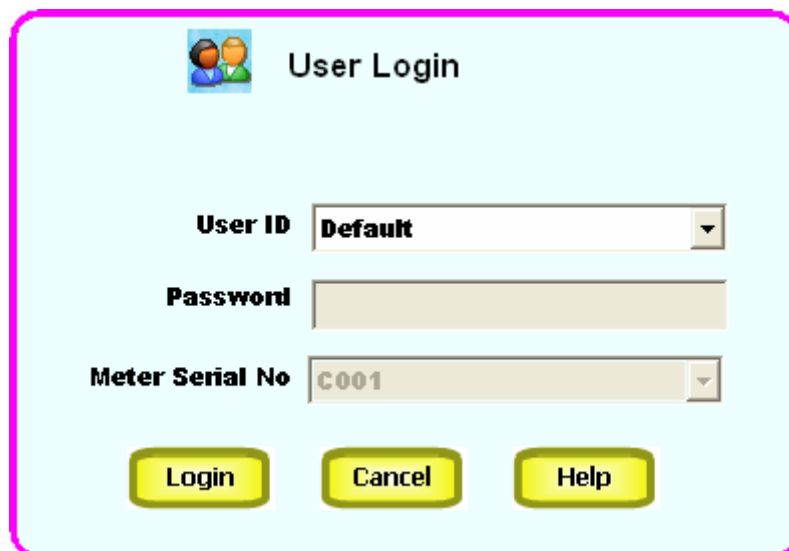 User Login
User ID Default
Password
Meter Serial No C001
Login Cancel Help